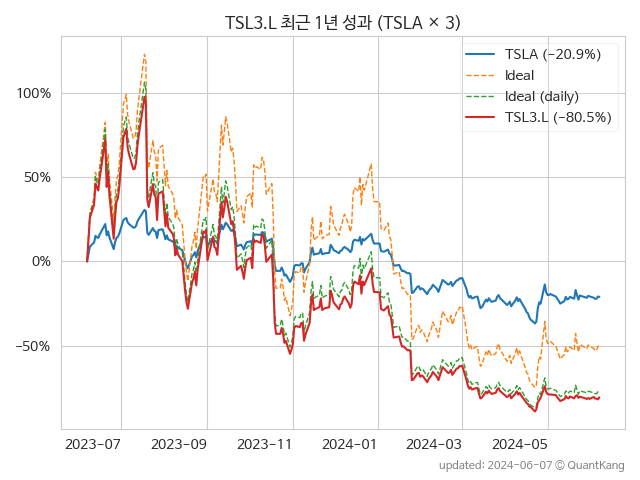 TSL3.L 최근 1년 성과 (TSLA × 3)
TSLA (−20.9%)
Ideal
Ideal (daily)
TSL3.L (−80.5%)
100%
50%
0%
−50%
2023-07 2023-09 2023-11 2024-01 2024-03 2024-05
updated: 2024-06-07 © QuantKang